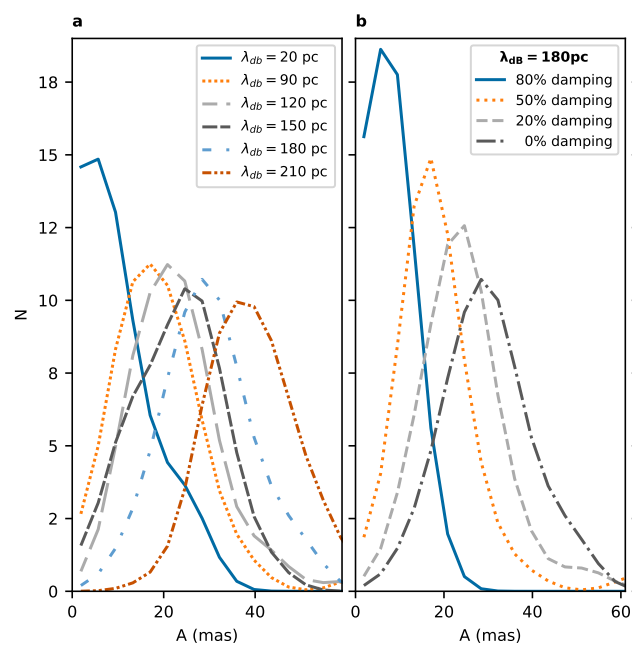 a
b
N
18
15
12
10
8
5
2
0
λdb = 20 pc
λdb = 90 pc
λdb = 120 pc
λdb = 150 pc
λdb = 180 pc
λdb = 210 pc
0 20 40
A (mas)
λdB = 180pc
80% damping
50% damping
20% damping
0% damping
0 20 40 60
A (mas)